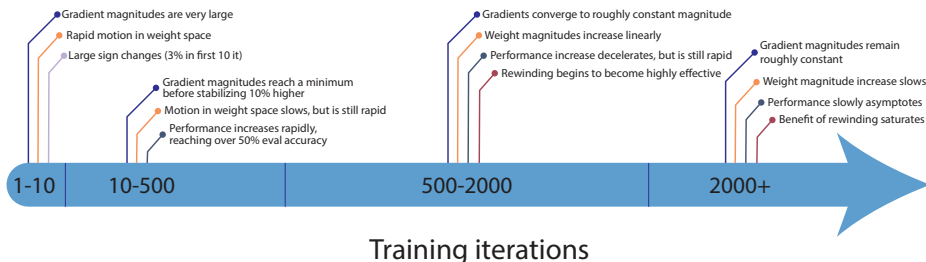 Gradient magnitudes are very large
Rapid motion in weight space
Large sign changes (3% in first 10 it)
Gradient magnitudes reach a minimum
before stabilizing 10% higher
Motion in weight space slows, but is still rapid
Performance increases rapidly,
reaching over 50% eval accuracy
Gradients converge to roughly constant magnitude
Weight magnitudes increase linearly
Performance increase decelerates, but is still rapid
Rewinding begins to become highly effective
Gradient magnitudes remain
roughly constant
Weight magnitude increase slows
Performance slowly asymptotes
Benefit of rewinding saturates
1-10
10-500
500-2000
2000+
Training iterations